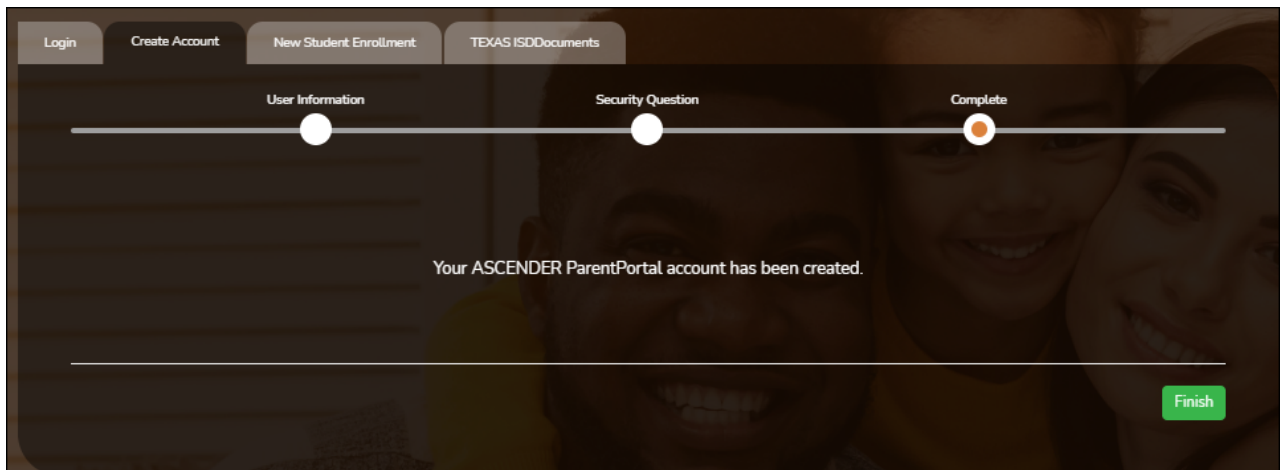 Login
Create Account
New Student Enrollment
TEXAS ISDDocuments
User Information
Security Question
Complete
Your ASCENDER ParentPortal account has been created.
Finish